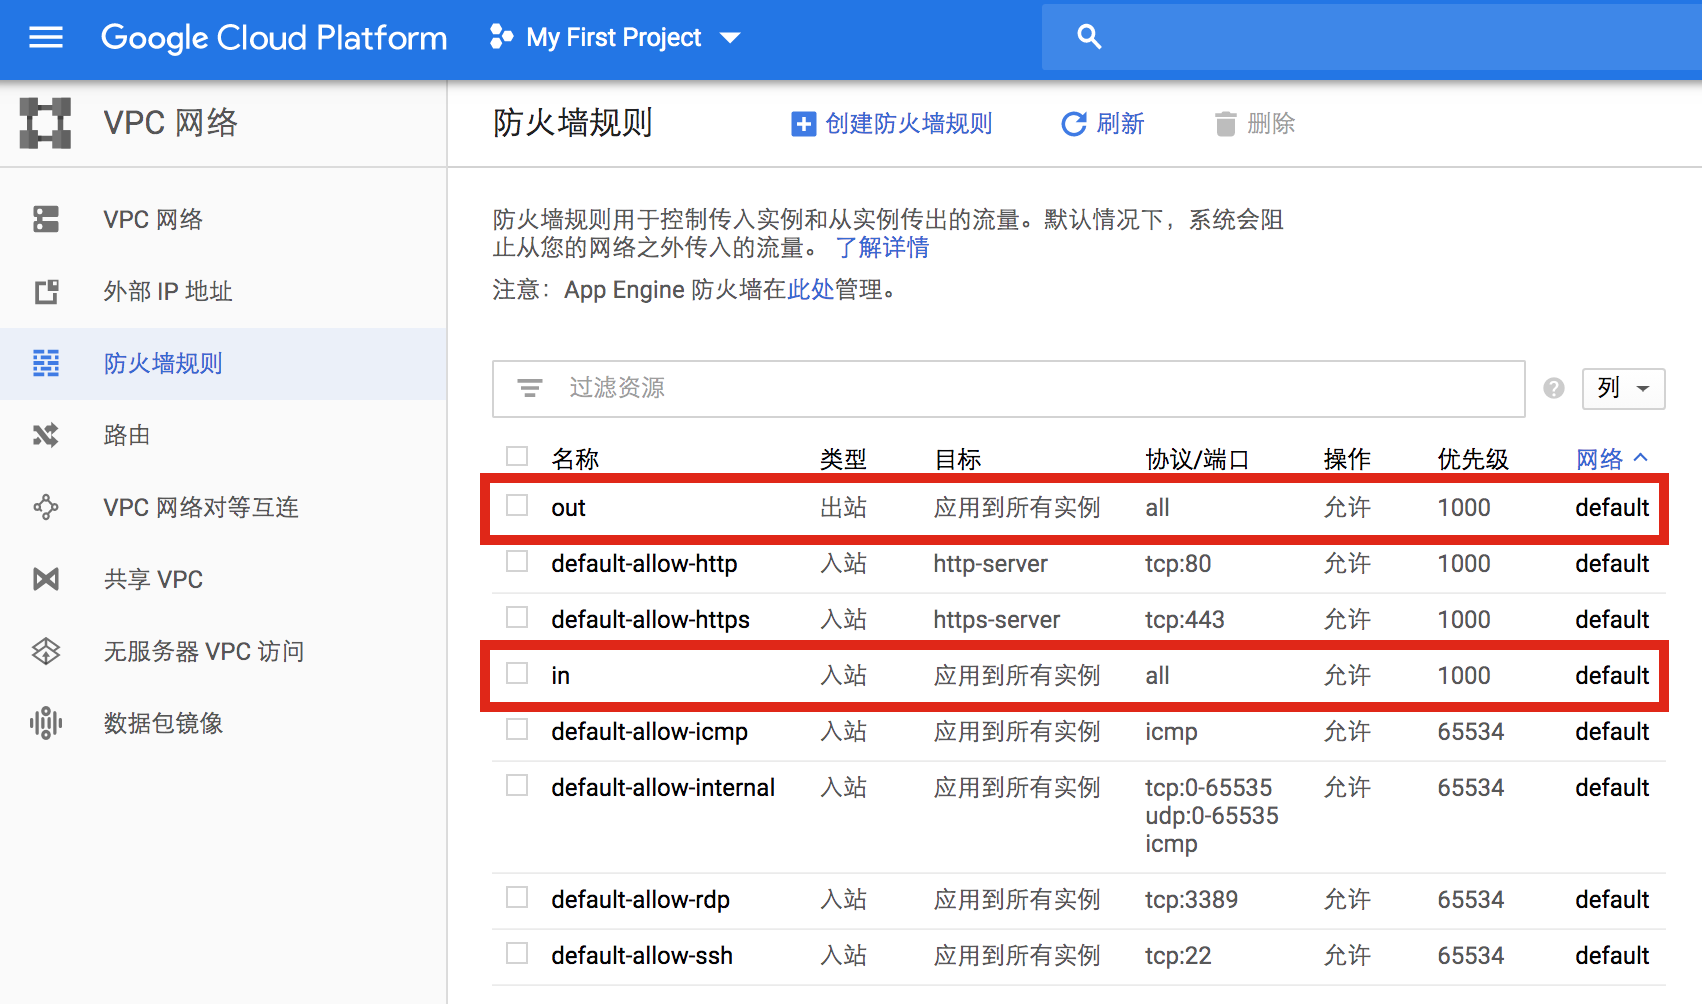 Google Cloud Platform My First Project
VPC 网络
防火墙规则 创建防火墙规则 刷新 删除
VPC 网络
外部 IP 地址
防火墙规则
路由
VPC 网络对等互连
共享 VPC
无服务器 VPC 访问
数据包镜像
防火墙规则用于控制传入实例和从实例传出的流量。默认情况下，系统会阻
止从您的网络之外传入的流量。 了解详情
注意：App Engine 防火墙在此处管理。
过滤资源 列
名称 类型 目标 协议/端口 操作 优先级 网络
out 出站 应用到所有实例 all 允许 1000 default
default-allow-http 入站 http-server tcp:80 允许 1000 default
default-allow-https 入站 https-server tcp:443 允许 1000 default
in 入站 应用到所有实例 all 允许 1000 default
default-allow-icmp 入站 应用到所有实例 icmp 允许 65534 default
default-allow-internal 入站 应用到所有实例 tcp:0-65535 允许 65534 default
udp:0-65535
icmp
default-allow-rdp 入站 应用到所有实例 tcp:3389 允许 65534 default
default-allow-ssh 入站 应用到所有实例 tcp:22 允许 65534 default